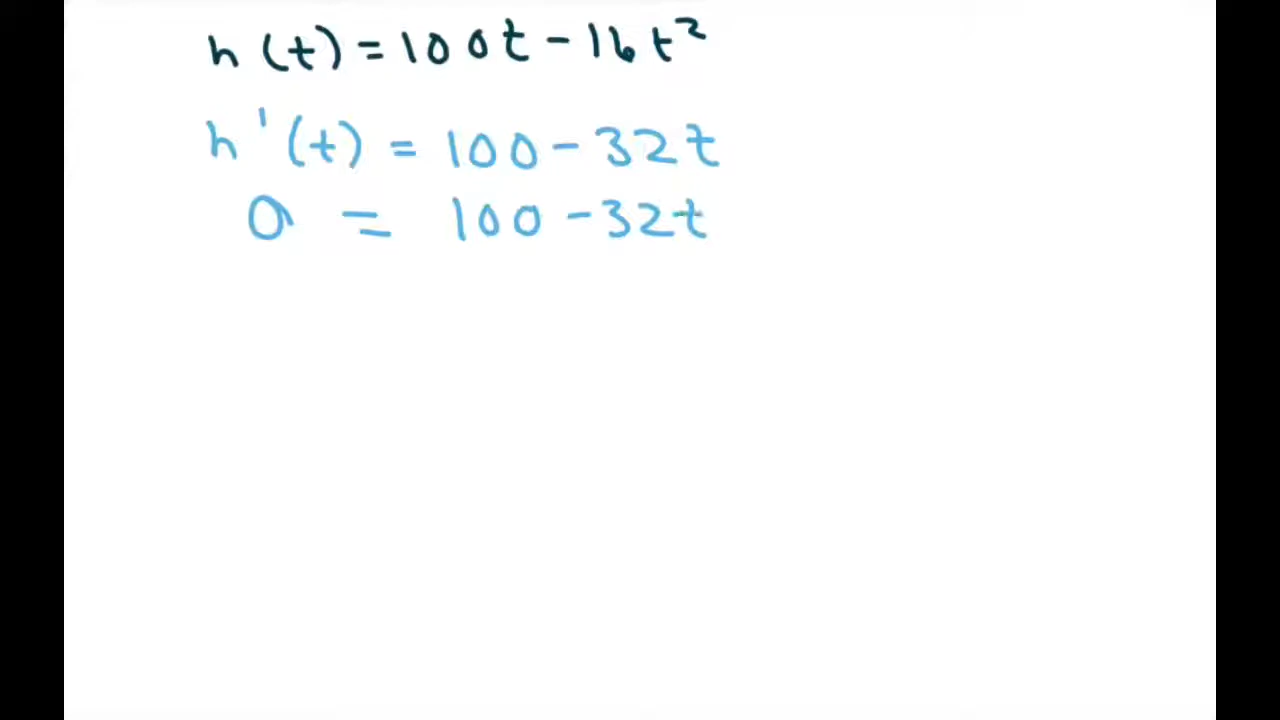 h(t) = 100t - 16t²
h'(t) = 100 - 32t
0 = 100 - 32t